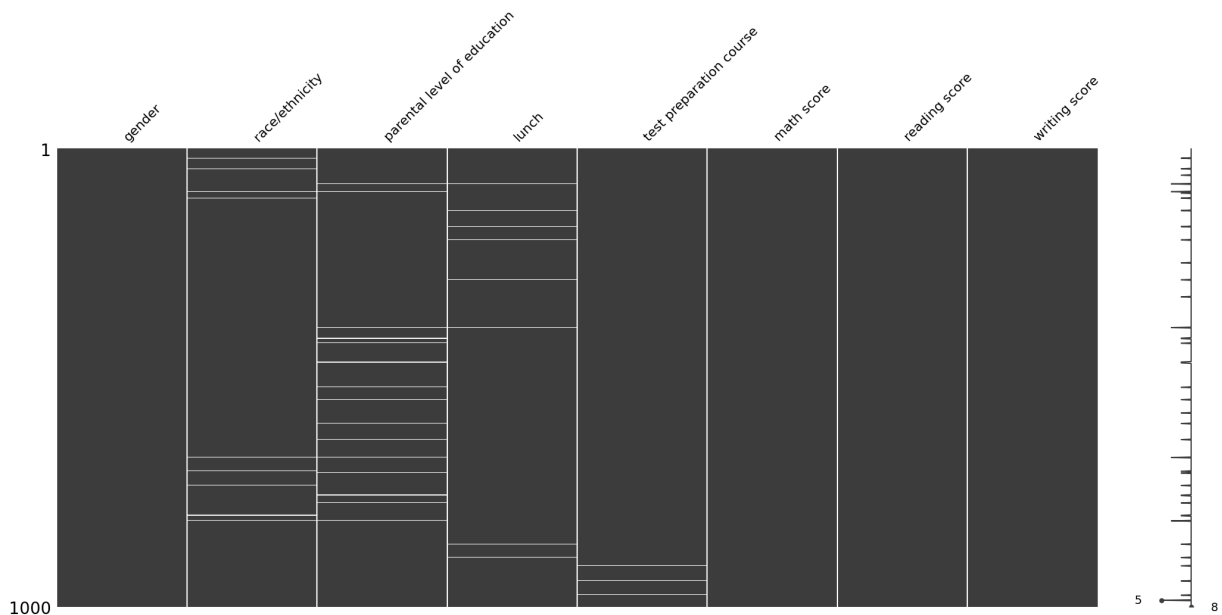 gender
race/ethnicity
parental level of education
lunch
test preparation course
math score
reading score
writing score
1
1000
5
8